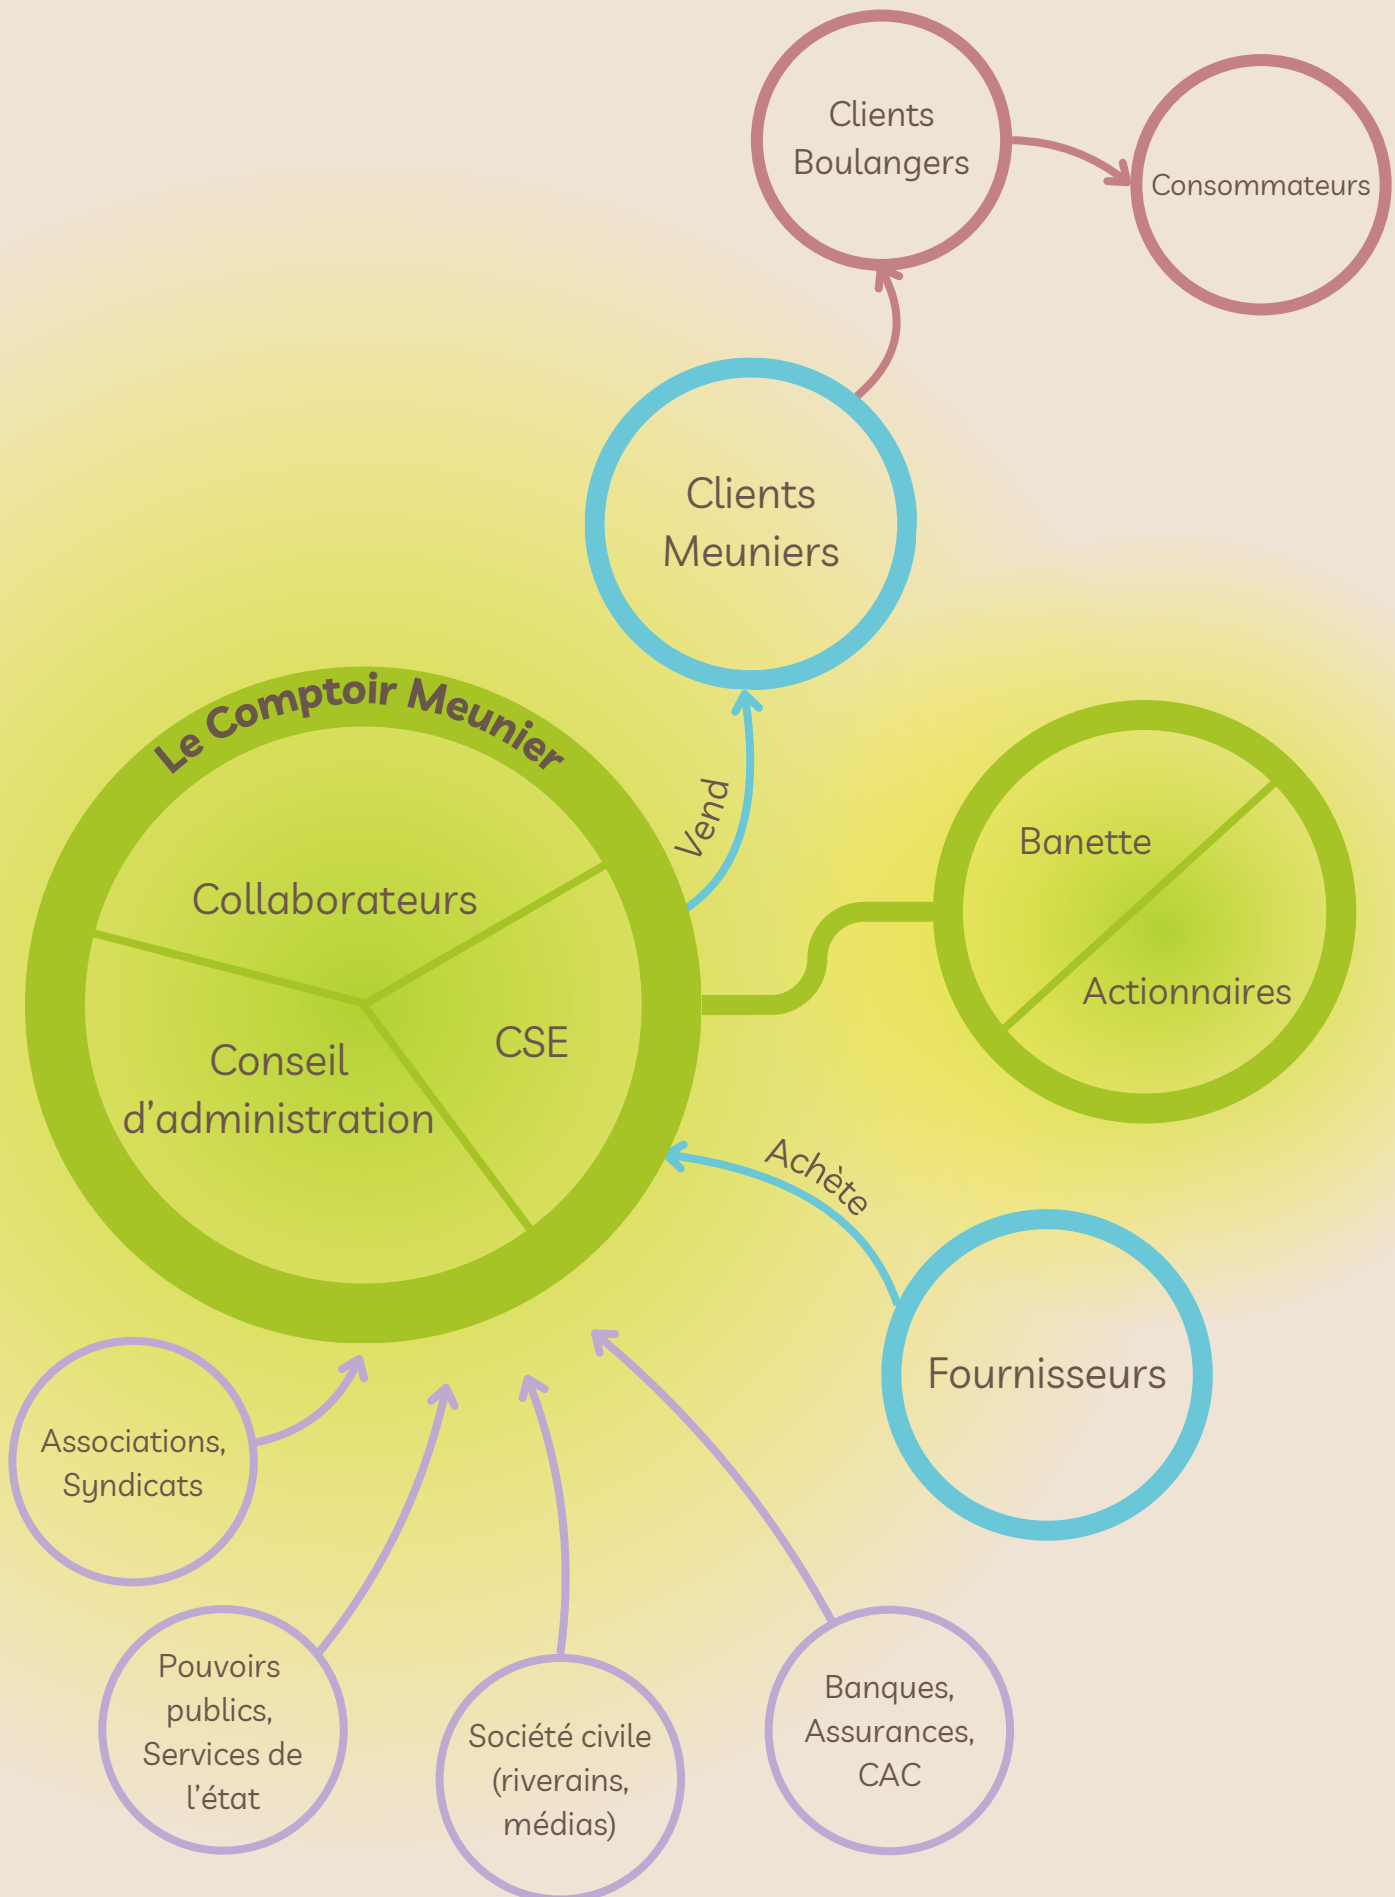 Clients
Boulangers
Consommateurs
Clients
Meuniers
Le Comptoir Meunier
Vend
Collaborateurs
CSE
Conseil
d’administration
Banette
Actionnaires
Achète
Fournisseurs
Associations,
Syndicats
Pouvoirs
publics,
Services de
l’état
Société civile
(riverains,
médias)
Banques,
Assurances,
CAC